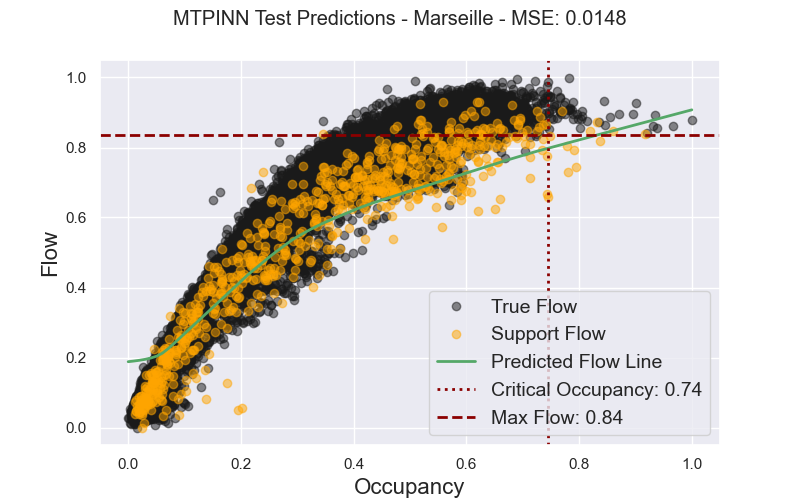 MTPINN Test Predictions - Marseille - MSE: 0.0148
1.0
0.8
0.6
0.4
0.2
0.0
Flow
True Flow
Support Flow
Predicted Flow Line
Critical Occupancy: 0.74
Max Flow: 0.84
0.0 0.2 0.4 0.6 0.8 1.0
Occupancy